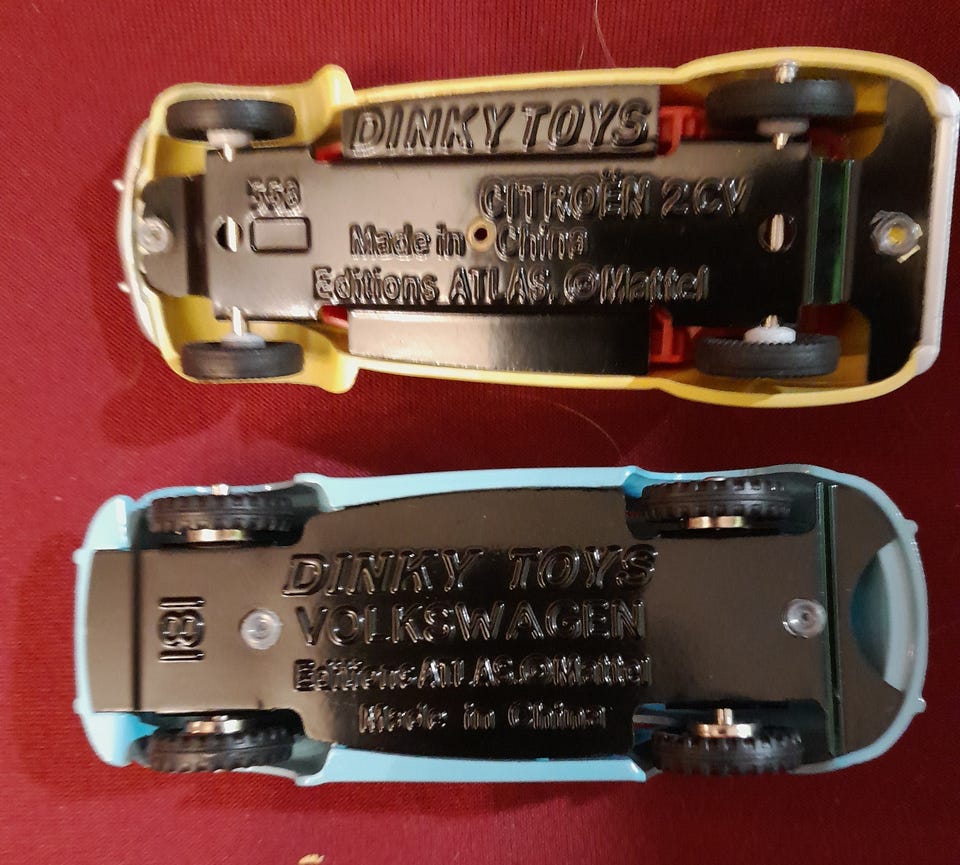 DINKY TOYS
568
CITROËN 2CV
Made in China
Editions ATLAS. ©Mattel
DINKY TOYS
181
VOLKSWAGEN
Editions ATLAS. ©Mattel
Made in China